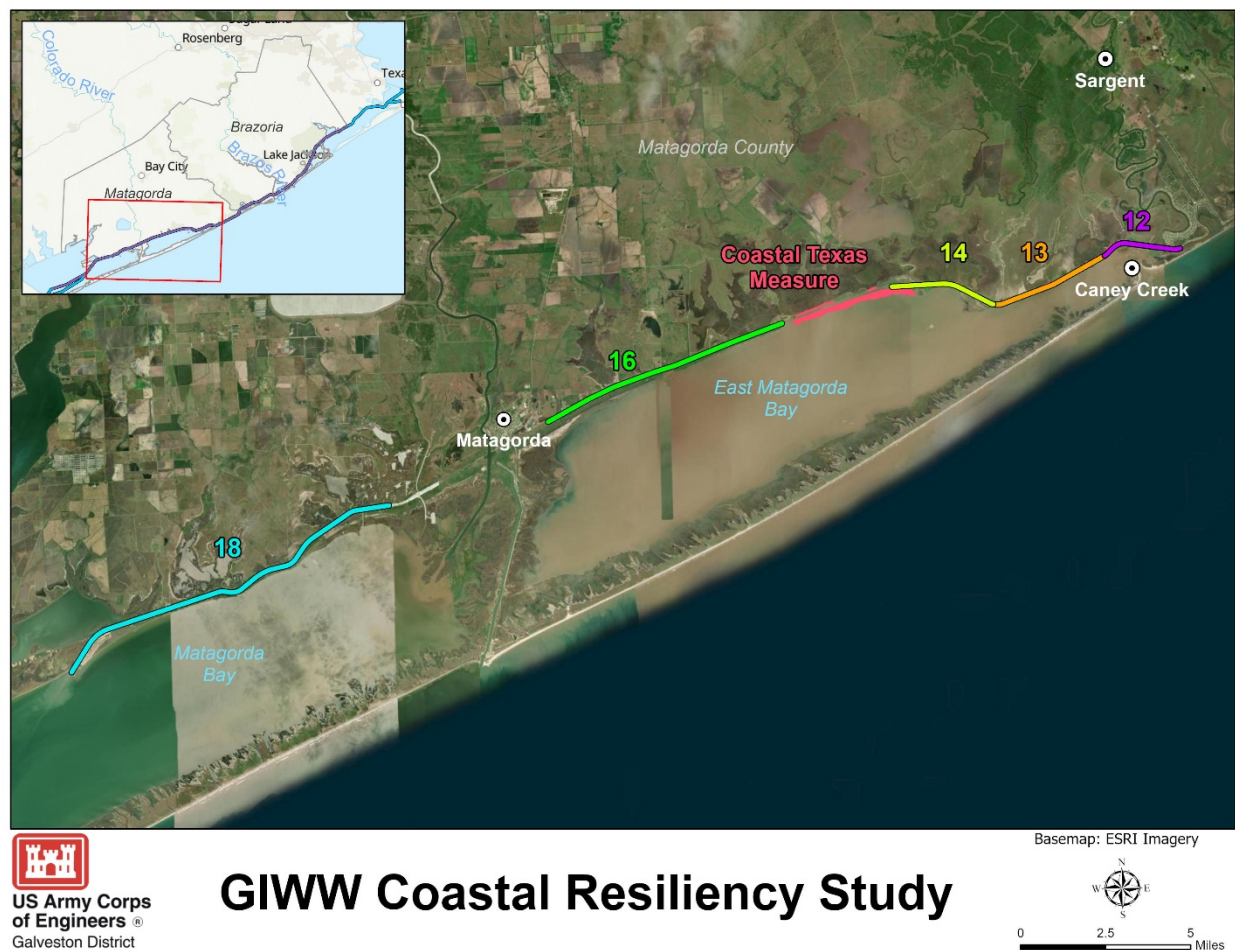 Sugar Land
Rosenberg
Colorado River
Texa
Brazoria
Lake Jackson
Bay City
Brazos River
Matagorda
Sargent
Matagorda County
12
14
13
Coastal Texas
Measure
Caney Creek
16
East Matagorda
Bay
Matagorda
18
Matagorda
Bay
Basemap: ESRI Imagery
US Army Corps
of Engineers ®
Galveston District
GIWW Coastal Resiliency Study
N
W E
S
0 2.5 5
Miles